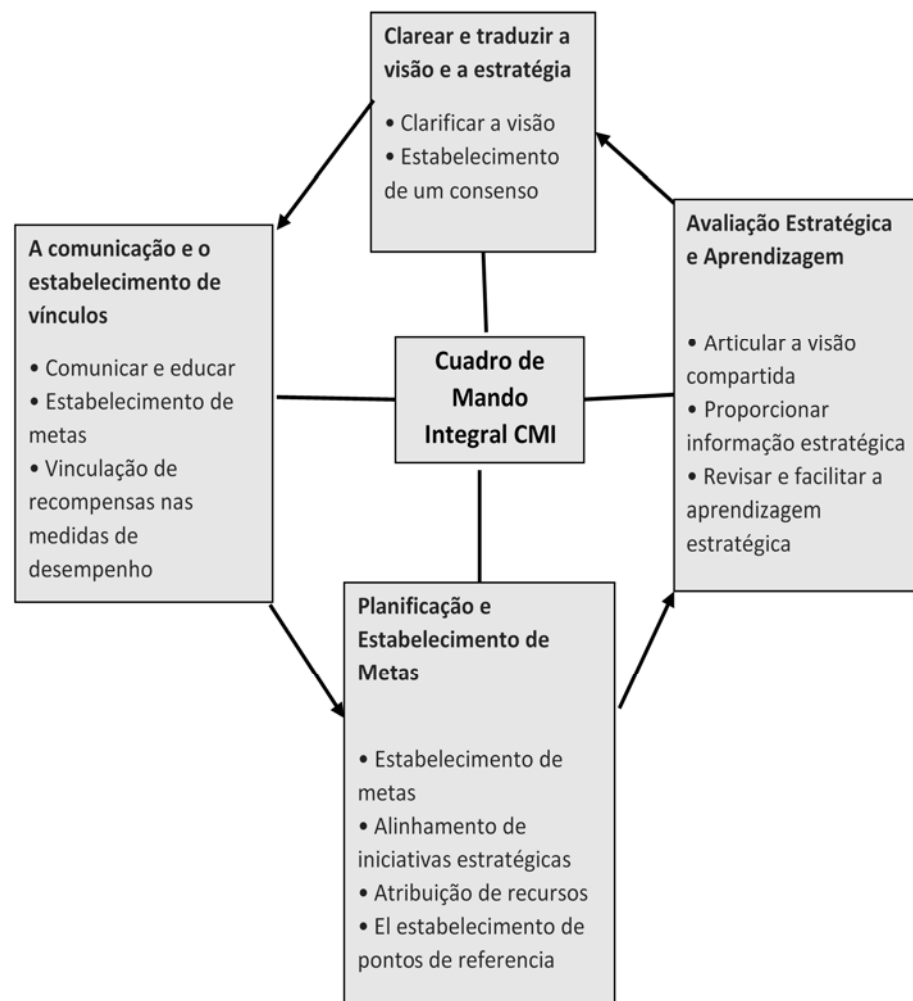 Clarear e traduzir a
visão e a estratégia
• Clarificar a visão
• Estabelecimento
de um consenso
A comunicação e o
estabelecimento de
vínculos
• Comunicar e educar
• Estabelecimento de
metas
• Vinculação de
recompensas nas
medidas de
desempenho
Cuadro de
Mando
Integral CMI
Avaliação Estratégica
e Aprendizagem
• Articular a visão
compartida
• Proporcionar
informação estratégica
• Revisar e facilitar a
aprendizagem
estratégica
Planificação e
Estabelecimento de
Metas
• Estabelecimento de
metas
• Alinhamento de
iniciativas estratégicas
• Atribuição de recursos
• El estabelecimento de
pontos de referencia